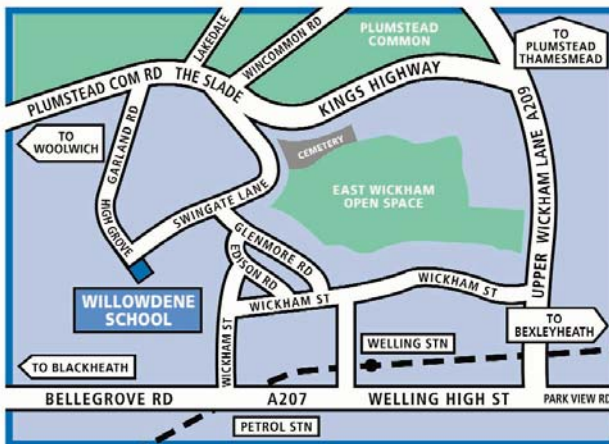 LAKEDALE
WINCOMMON RD
PLUMSTEAD
COMMON
TO
PLUMSTEAD
THAMESMEAD
PLUMSTEAD COM RD
THE SLADE
KINGS HIGHWAY
UPPER WICKHAM LANE A209
TO
WOOLWICH
GARLAND RD
CEMETERY
HIGH GROVE
SWINGATE LANE
EAST WICKHAM
OPEN SPACE
GLENMORE RD
EDISON RD
WILLOWDENE
SCHOOL
WICKHAM ST
WICKHAM ST
WICKHAM ST
TO
BEXLEYHEATH
WELLING STN
TO BLACKHEATH
BELLEGROVE RD
A207
WELLING HIGH ST
PARK VIEW RD
PETROL STN